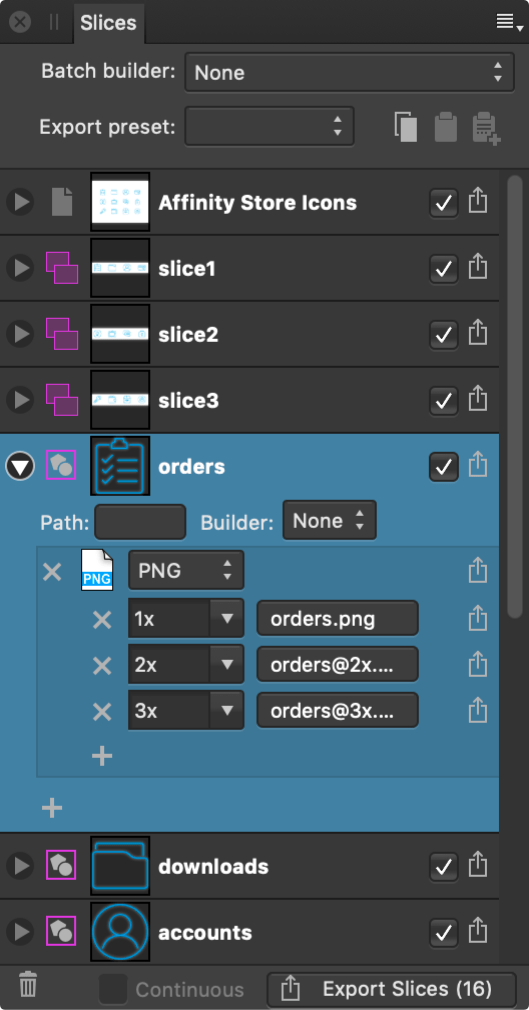 Slices
Batch builder: None
Export preset:
Affinity Store Icons
slice1
slice2
slice3
orders
Path: Builder: None
PNG PNG
1x orders.png
2x orders@2x....
3x orders@3x....
downloads
accounts
Continuous Export Slices (16)